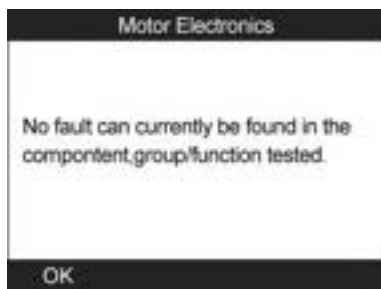 Motor Electronics
No fault can currently be found in the
compontent,group/function tested.
OK